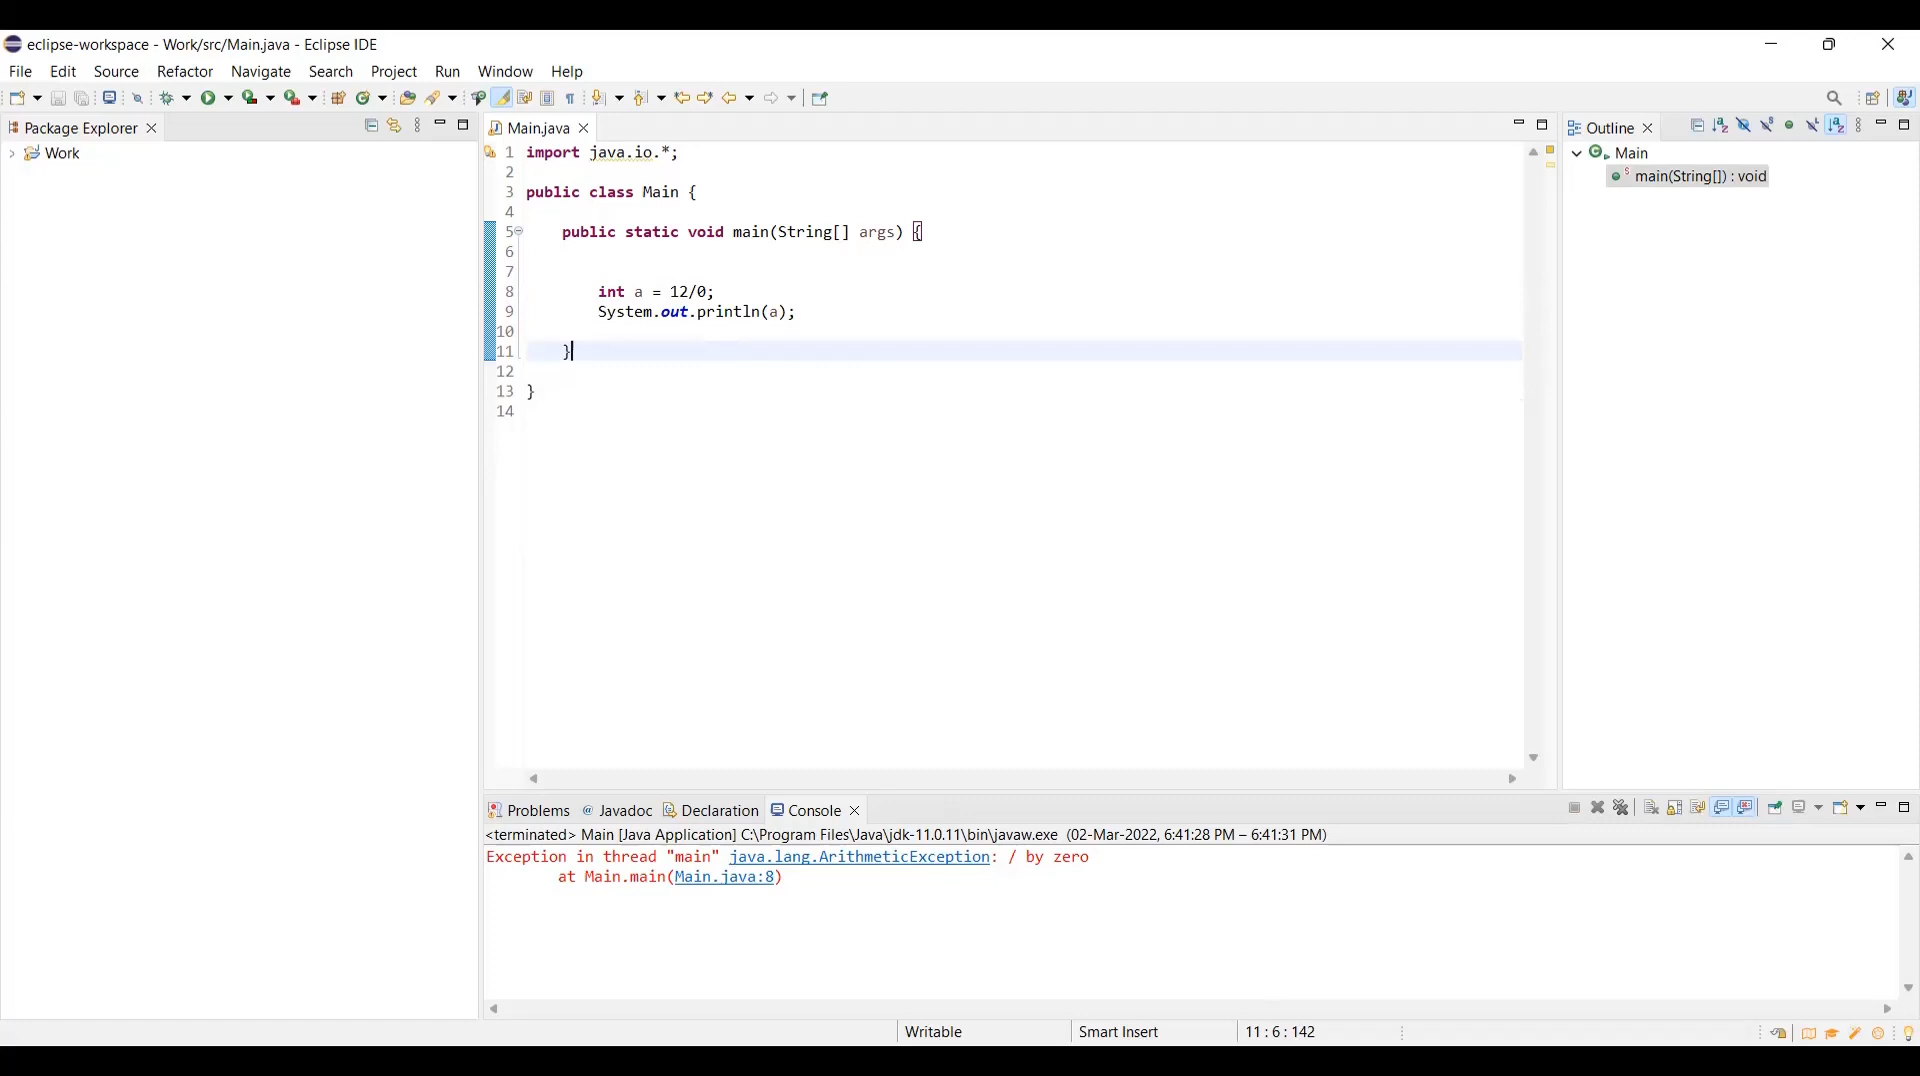 eclipse-workspace - Work/src/Main.java - Eclipse IDE
File Edit Source Refactor Navigate Search Project Run Window Help
Package Explorer
Work
Main.java
1 import java.io.*;
2
3 public class Main {
4
5 public static void main(String[] args) {
6
7
8 int a = 12/0;
9 System.out.println(a);
10
11 }
12
13 }
14
Outline
Main
main(String[]) : void
Problems @ Javadoc Declaration Console
<terminated> Main [Java Application] C:\Program Files\Java\jdk-11.0.11\bin\javaw.exe (02-Mar-2022, 6:41:28 PM – 6:41:31 PM)
Exception in thread "main" java.lang.ArithmeticException: / by zero
at Main.main(Main.java:8)
Writable Smart Insert 11 : 6 : 142